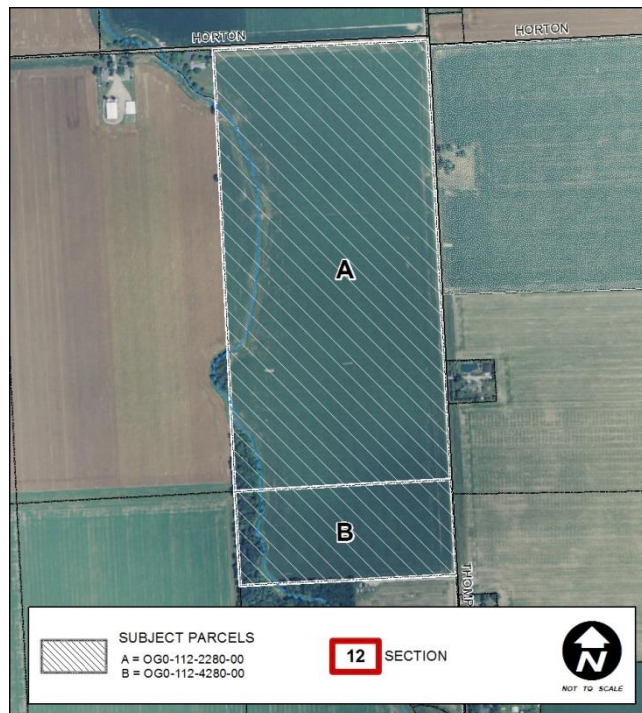 HORTON
HORTON
A
B
THOMP
SUBJECT PARCELS
A = OG0-112-2280-00
B = OG0-112-4280-00
12 SECTION
N
NOT TO SCALE